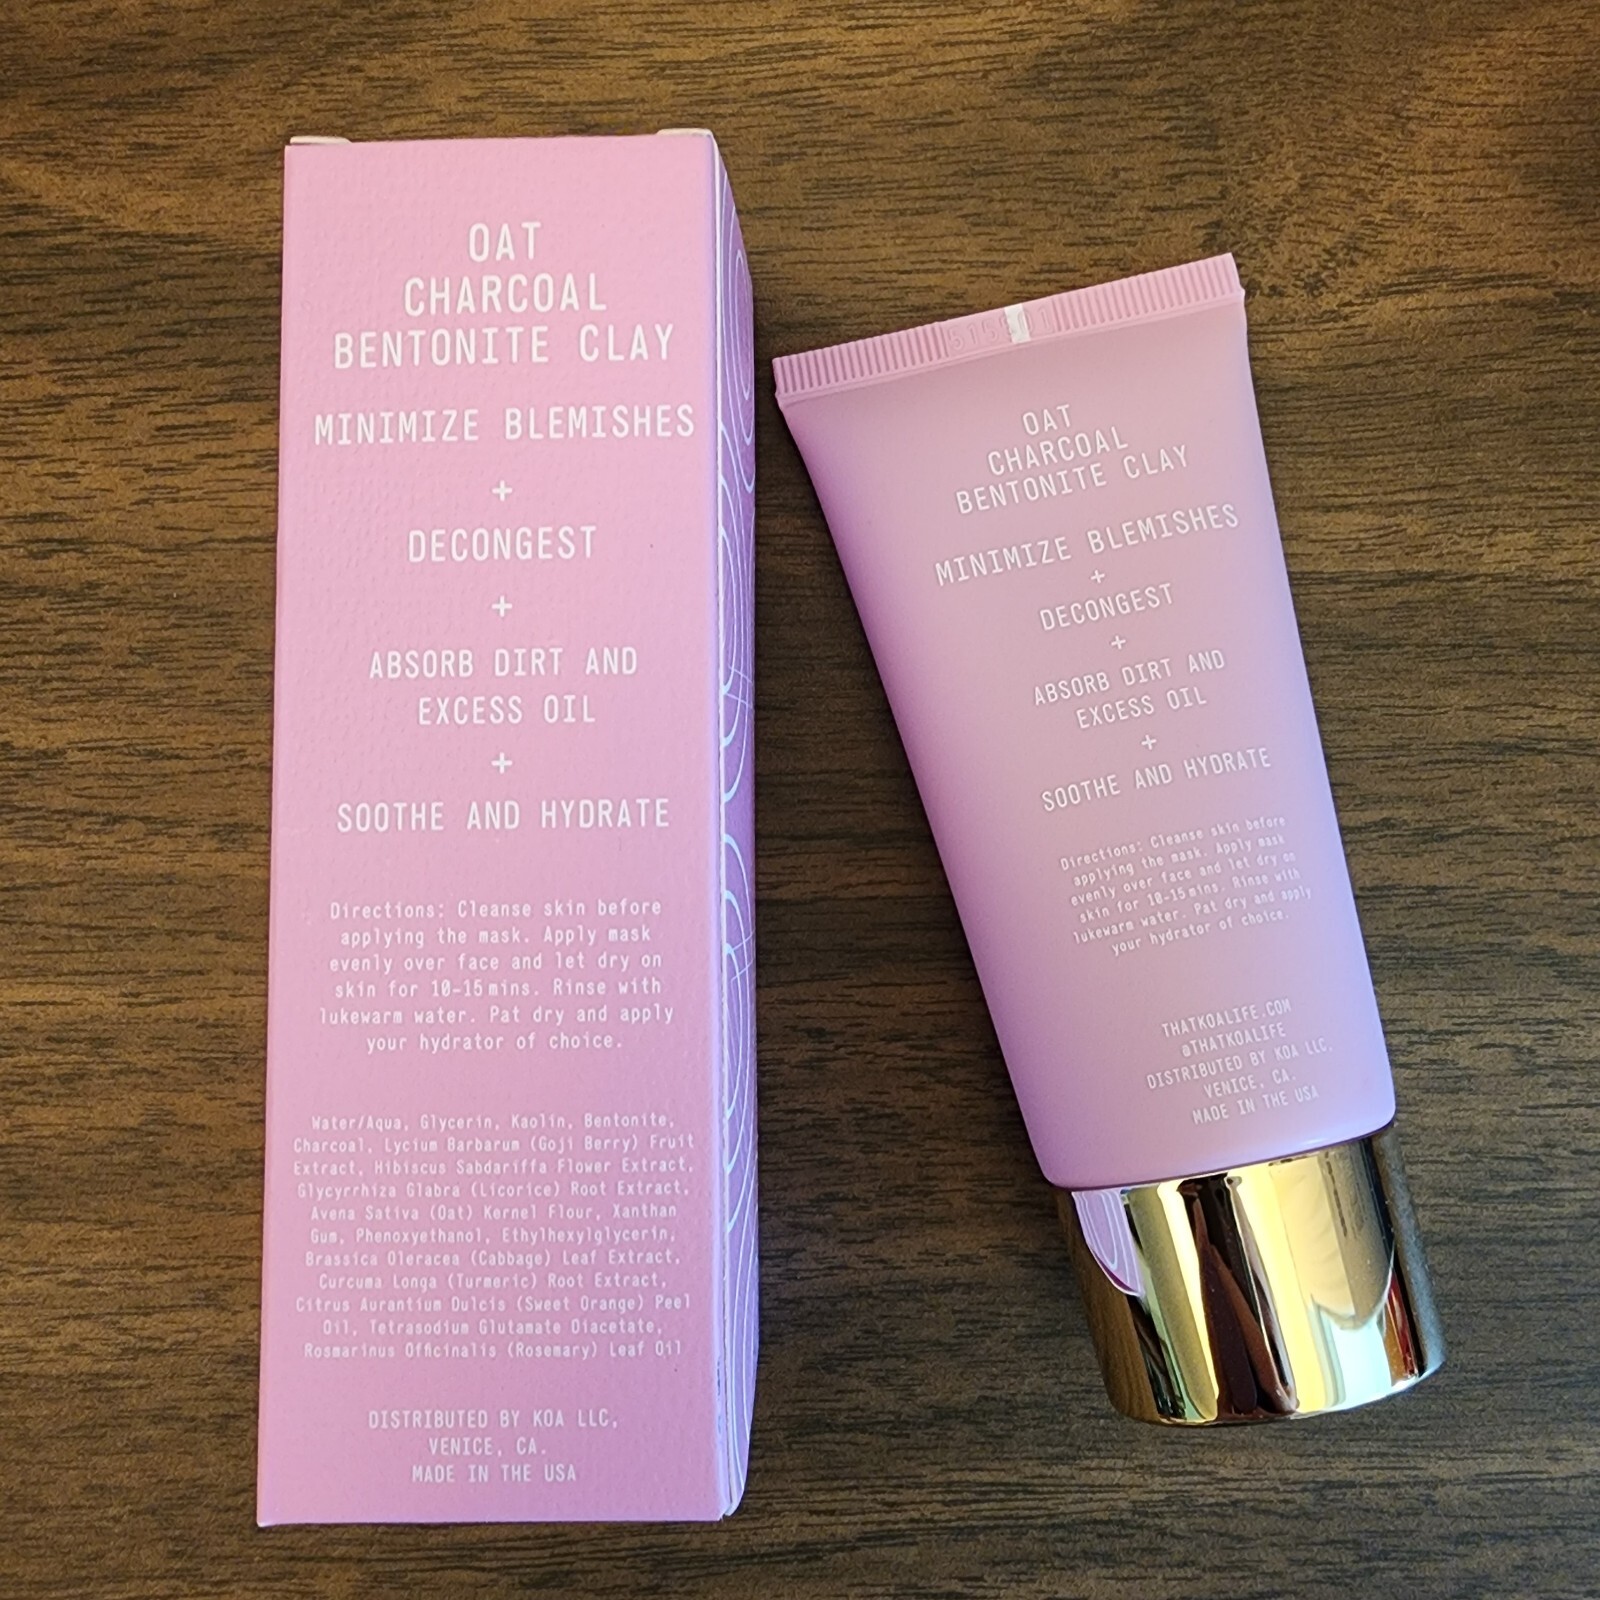 OAT
CHARCOAL
BENTONITE CLAY
MINIMIZE BLEMISHES
+
DECONGEST
+
ABSORB DIRT AND
EXCESS OIL
+
SOOTHE AND HYDRATE
Directions: Cleanse skin before
applying the mask. Apply mask
evenly over face and let dry on
skin for 10-15 mins. Rinse with
lukewarm water. Pat dry and apply
your hydrator of choice.
Water/Aqua, Glycerin, Kaolin, Bentonite,
Charcoal, Lycium Barbarum (Goji Berry) Fruit
Extract, Hibiscus Sabdariffa Flower Extract,
Glycyrrhiza Glabra (Licorice) Root Extract,
Avena Sativa (Oat) Kernel Flour, Xanthan
Gum, Phenoxyethanol, Ethylhexylglycerin,
Brassica Oleracea (Cabbage) Leaf Extract,
Curcuma Longa (Turmeric) Root Extract,
Citrus Aurantium Dulcis (Sweet Orange) Peel
Oil, Tetrasodium Glutamate Diacetate,
Rosmarinus Officinalis (Rosemary) Leaf Oil
DISTRIBUTED BY KOA LLC,
VENICE, CA.
MADE IN THE USA
OAT
CHARCOAL
BENTONITE CLAY
MINIMIZE BLEMISHES
+
DECONGEST
+
ABSORB DIRT AND
EXCESS OIL
+
SOOTHE AND HYDRATE
Directions: Cleanse skin before
applying the mask. Apply mask
evenly over face and let dry on
skin for 10-15 mins. Rinse with
lukewarm water. Pat dry and apply
your hydrator of choice.
THATKOALIFE.COM
@THATKOALIFE
DISTRIBUTED BY KOA LLC.
VENICE, CA.
MADE IN THE USA